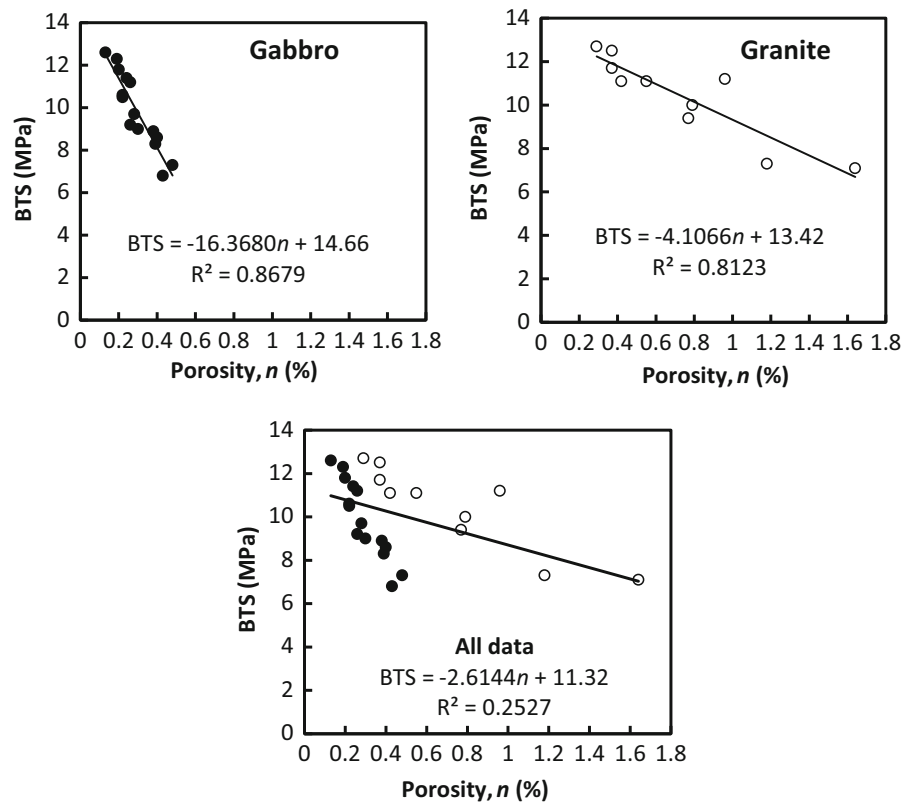 Gabbro
BTS (MPa)
14
12
10
8
6
4
2
0
BTS = -16.3680n + 14.66
R² = 0.8679
0 0.2 0.4 0.6 0.8 1 1.2 1.4 1.6 1.8
Porosity, n (%)
Granite
BTS (MPa)
14
12
10
8
6
4
2
0
BTS = -4.1066n + 13.42
R² = 0.8123
0 0.2 0.4 0.6 0.8 1 1.2 1.4 1.6 1.8
Porosity, n (%)
BTS (MPa)
14
12
10
8
6
4
2
0
All data
BTS = -2.6144n + 11.32
R² = 0.2527
0 0.2 0.4 0.6 0.8 1 1.2 1.4 1.6 1.8
Porosity, n (%)